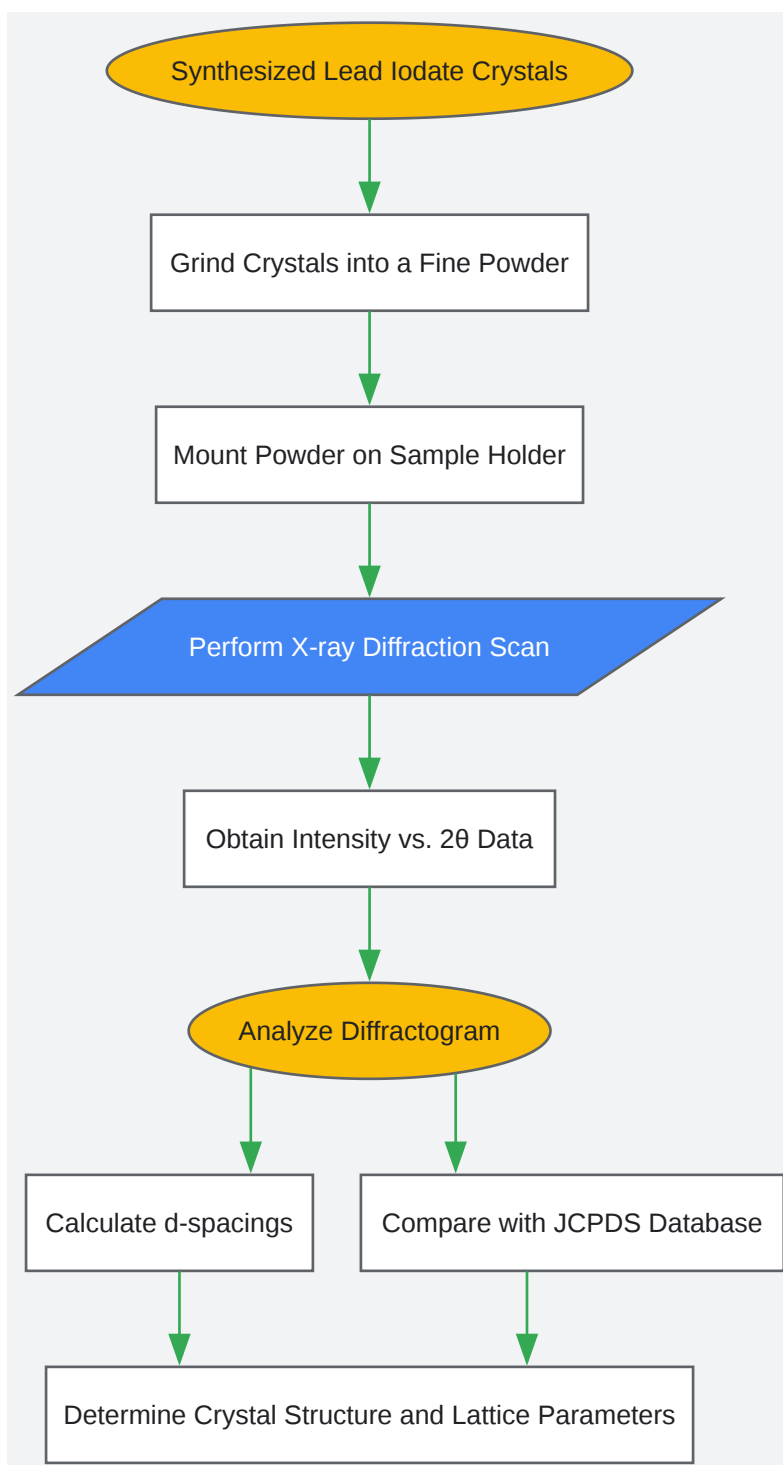 Synthesized Lead Iodate Crystals
Grind Crystals into a Fine Powder
Mount Powder on Sample Holder
Perform X-ray Diffraction Scan
Obtain Intensity vs. 2θ Data
Analyze Diffractogram
Calculate d-spacings
Compare with JCPDS Database
Determine Crystal Structure and Lattice Parameters